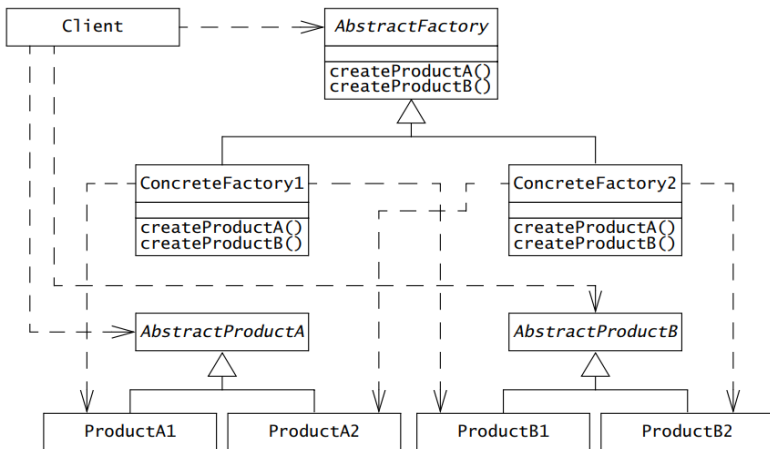 Client
AbstractFactory
createProductA()
createProductB()
ConcreteFactory1
createProductA()
createProductB()
ConcreteFactory2
createProductA()
createProductB()
AbstractProductA
AbstractProductB
ProductA1
ProductA2
ProductB1
ProductB2